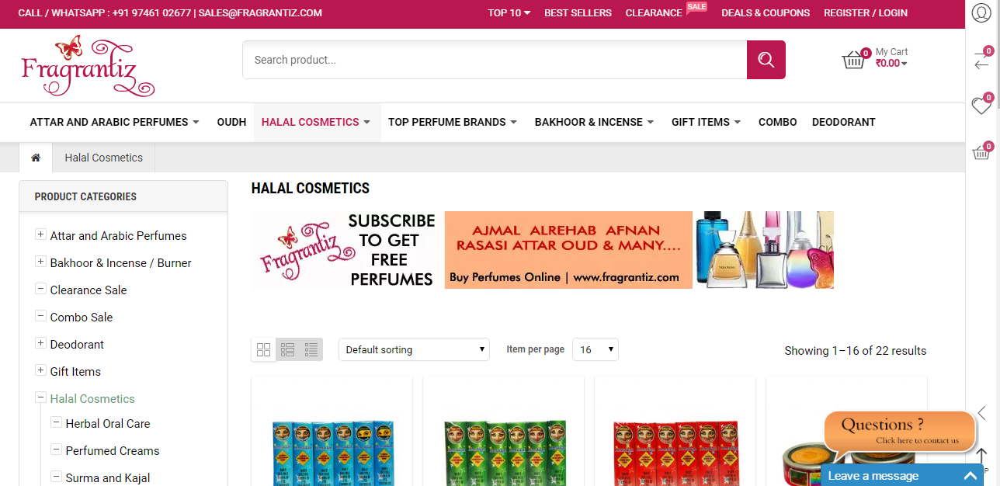 CALL / WHATSAPP : +91 97461 02677 | SALES@FRAGRANTIZ.COM
TOP 10 BEST SELLERS CLEARANCE SALE DEALS & COUPONS REGISTER / LOGIN
Fragrantiz
Search product...
0 My Cart
₹0.00
0
0
0
ATTAR AND ARABIC PERFUMES OUDH HALAL COSMETICS TOP PERFUME BRANDS BAKHOOR & INCENSE GIFT ITEMS COMBO DEODORANT
Halal Cosmetics
PRODUCT CATEGORIES
Attar and Arabic Perfumes
Bakhoor & Incense / Burner
Clearance Sale
Combo Sale
Deodorant
Gift Items
Halal Cosmetics
Herbal Oral Care
Perfumed Creams
Surma and Kajal
HALAL COSMETICS
Fragrantiz
SUBSCRIBE
TO GET
FREE
PERFUMES
AJMAL ALREHAB AFNAN
RASASI ATTAR OUD & MANY....
Buy Perfumes Online | www.fragrantiz.com
Default sorting
Item per page 16
Showing 1–16 of 22 results
Questions ?
Click here to contact us
Leave a message